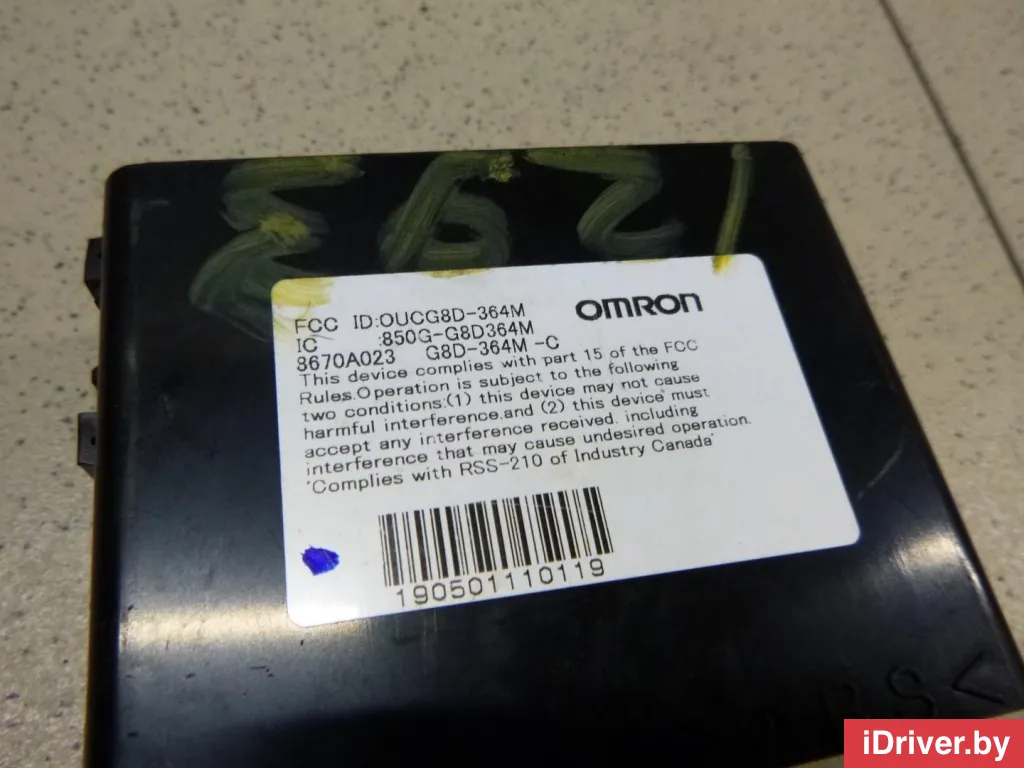 OMRON
FCC ID:OUCG8D-364M
IC :850G-G8D364M
8670A023 G8D-364M-C
This device complies with part 15 of the FCC
Rules.Operation is subject to the following
two conditions:(1) this device may not cause
harmful interference,and (2) this device must
accept any interference received, including
interference that may cause undesired operation.
"Complies with RSS-210 of Industry Canada"
190501110119
iDriver.by